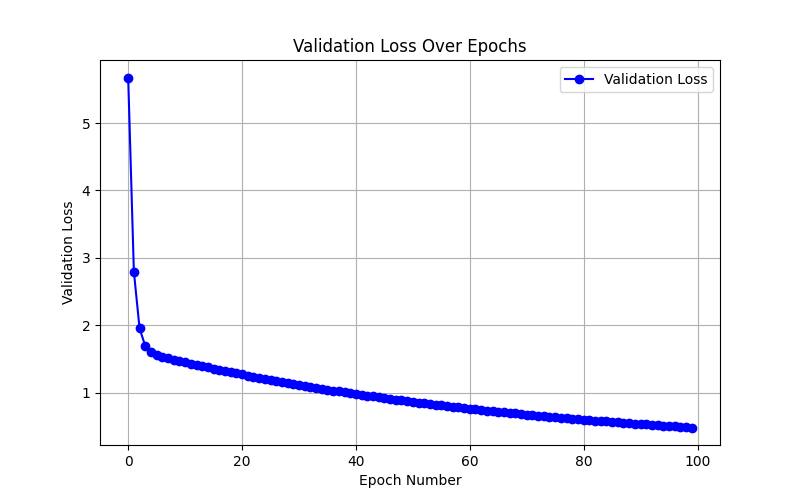 Validation Loss Over Epochs
Validation Loss
Validation Loss
5
4
3
2
1
0 20 40 60 80 100
Epoch Number